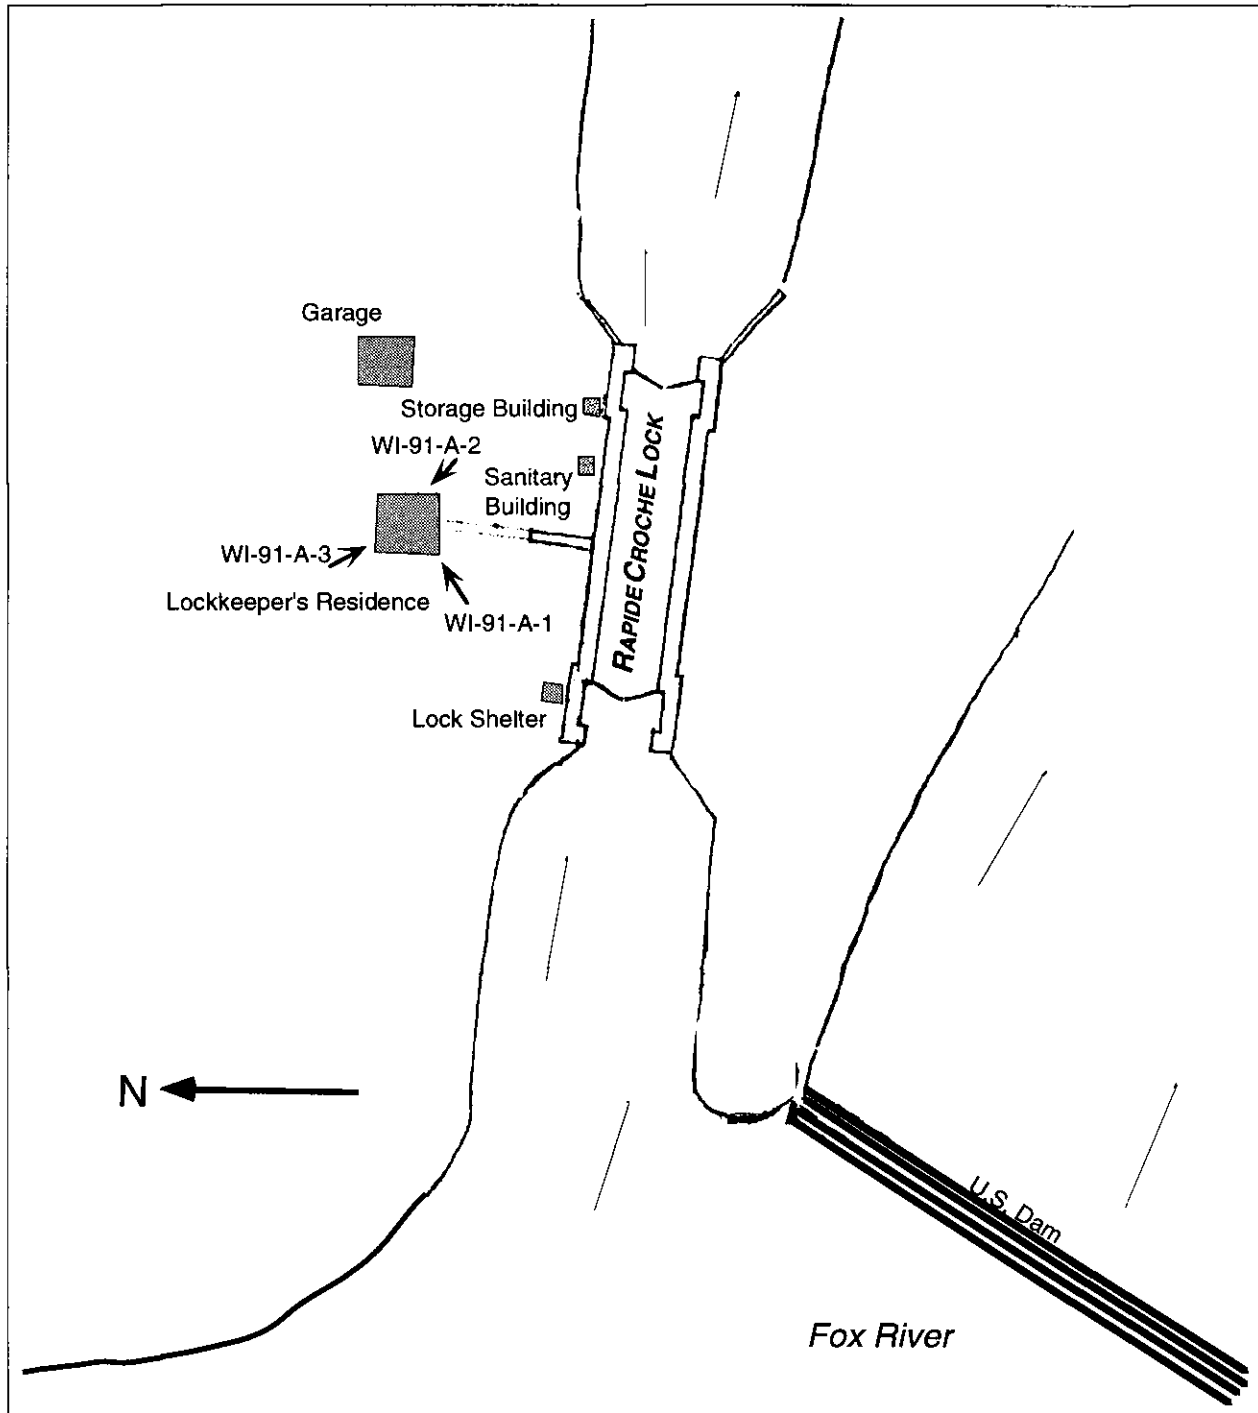 Garage
Storage Building
WI-91-A-2
Sanitary
Building
WI-91-A-3
Lockkeeper's Residence
WI-91-A-1
RAPIDE CROCHE LOCK
Lock Shelter
N
U.S. Dam
Fox River